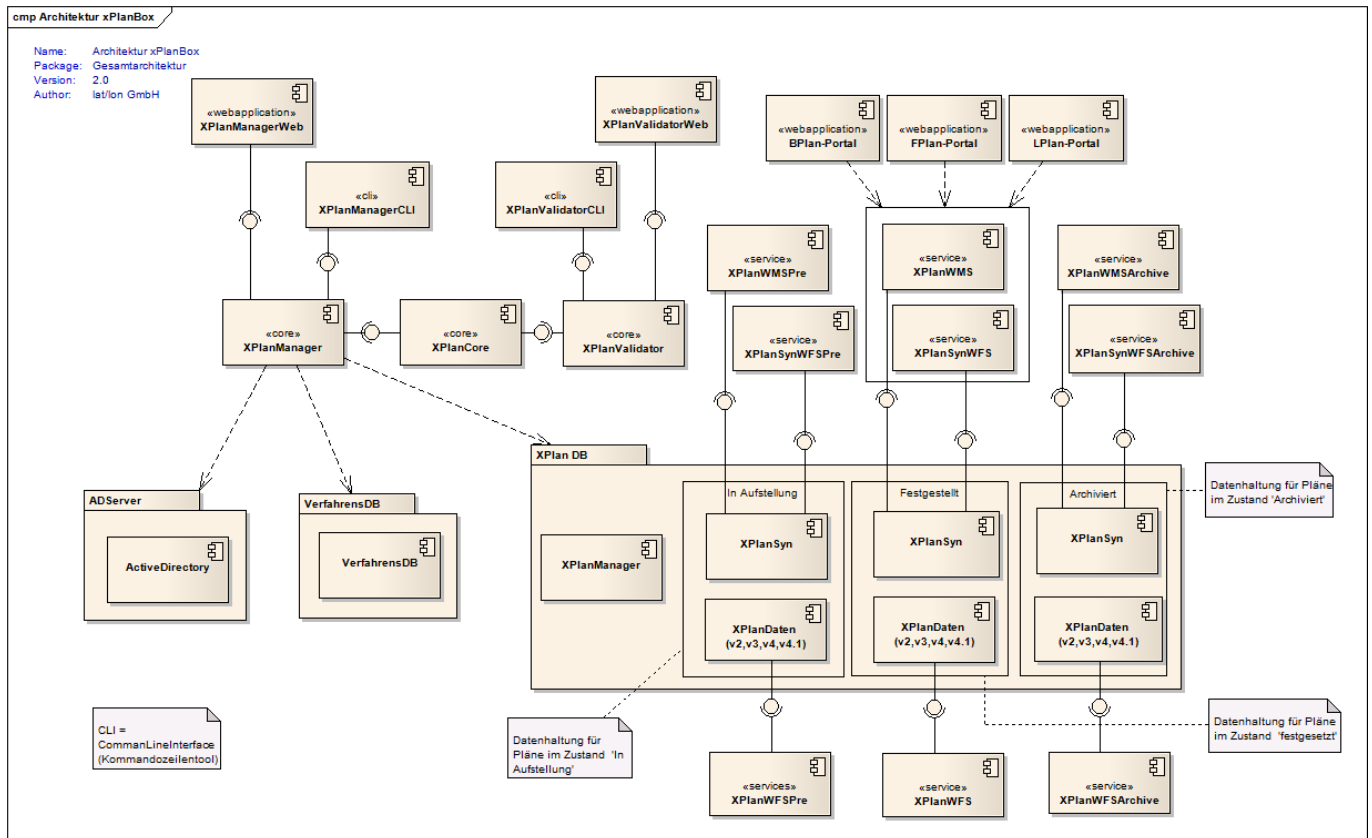 cmp Architektur xPlanBox
Name: Architektur xPlanBox
Package: Gesamtarchitektur
Version: 2.0
Author: lat/lon GmbH
«webapplication»
XPlanManagerWeb
«webapplication»
XPlanValidatorWeb
«webapplication»
BPlan-Portal
«webapplication»
FPlan-Portal
«webapplication»
LPlan-Portal
«cli»
XPlanManagerCLI
«cli»
XPlanValidatorCLI
«service»
XPlanWMSPre
«service»
XPlanWMS
«service»
XPlanWMSArchive
«core»
XPlanManager
«core»
XPlanCore
«core»
XPlanValidator
«service»
XPlanSynWFSPre
«service»
XPlanSynWFS
«service»
XPlanSynWFSArchive
XPlan DB
ADServer
ActiveDirectory
VerfahrensDB
VerfahrensDB
XPlanManager
In Aufstellung
XPlanSyn
XPlanDaten
(v2,v3,v4,v4.1)
Festgestellt
XPlanSyn
XPlanDaten
(v2,v3,v4,v4.1)
Archiviert
XPlanSyn
XPlanDaten
(v2,v3,v4,v4.1)
Datenhaltung für Pläne
im Zustand 'Archiviert'
CLI =
CommanLineInterface
(Kommandozeilentool)
Datenhaltung für
Pläne im Zustand 'In
Aufstellung'
Datenhaltung für Pläne
im Zustand 'festgesetzt'
«services»
XPlanWFSPre
«service»
XPlanWFS
«service»
XPlanWFSArchive